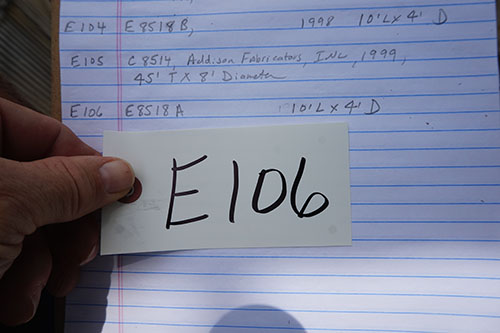 E104 E8518B, 1998 10'L x 4' D
E105 C8514, Addison Fabricators, INC, 1999,
45' T X 8' Diameter
E106 E8518A 10'L x 4' D
E106